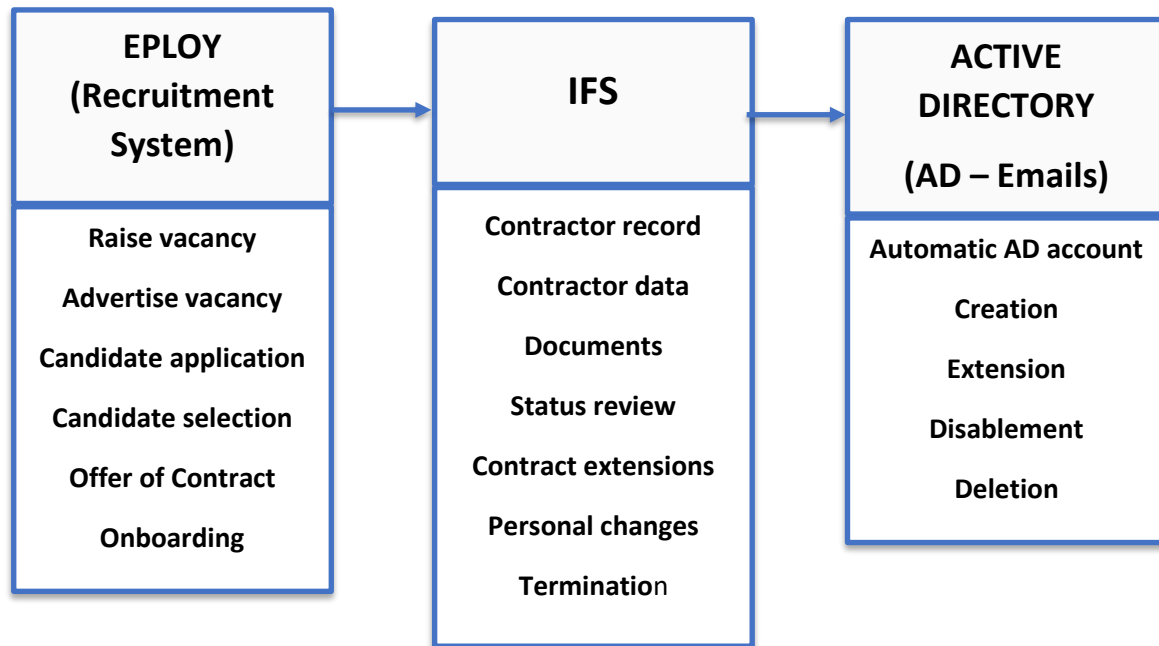 EPLOY
(Recruitment
System)
Raise vacancy
Advertise vacancy
Candidate application
Candidate selection
Offer of Contract
Onboarding
IFS
Contractor record
Contractor data
Documents
Status review
Contract extensions
Personal changes
Termination
ACTIVE
DIRECTORY
(AD – Emails)
Automatic AD account
Creation
Extension
Disablement
Deletion